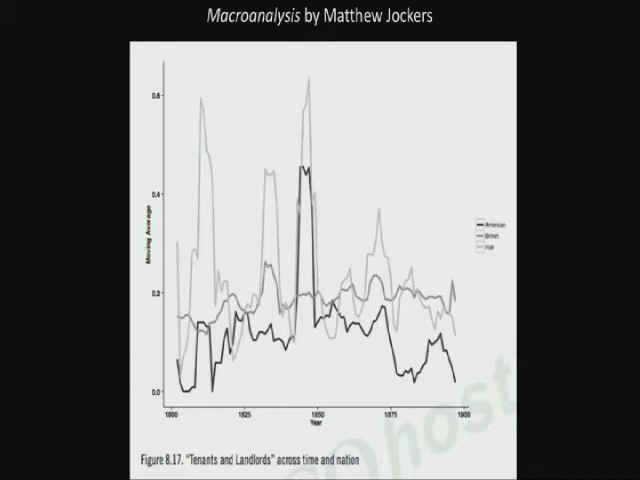 Macroanalysis by Matthew Jockers
0.6
0.4
0.2
0.0
Moving Average
1800 1825 1850 1875 1900
Year
American
British
Irish
host
Figure 8.17. "Tenants and Landlords" across time and nation